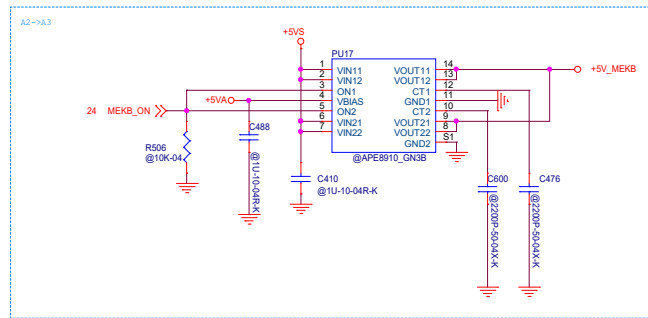 A2->A3
+5VS
PU17
1 VIN11 VOUT11 14 +5V_MEKB
2 VIN12 VOUT12 13
3 ON1 CT1 12
+5VA 4 VBIAS GND1 11
24 MEKB_ON 5 ON2 CT2 10
6 VIN21 VOUT21 9
7 VIN22 VOUT22 8
GND2 S1
@APE8910_GN3B
C488
@1U-10-04R-K
R506
@10K-04
C410
@1U-10-04R-K
C600
@2200P-50-04X-K
C476
@2200P-50-04X-K